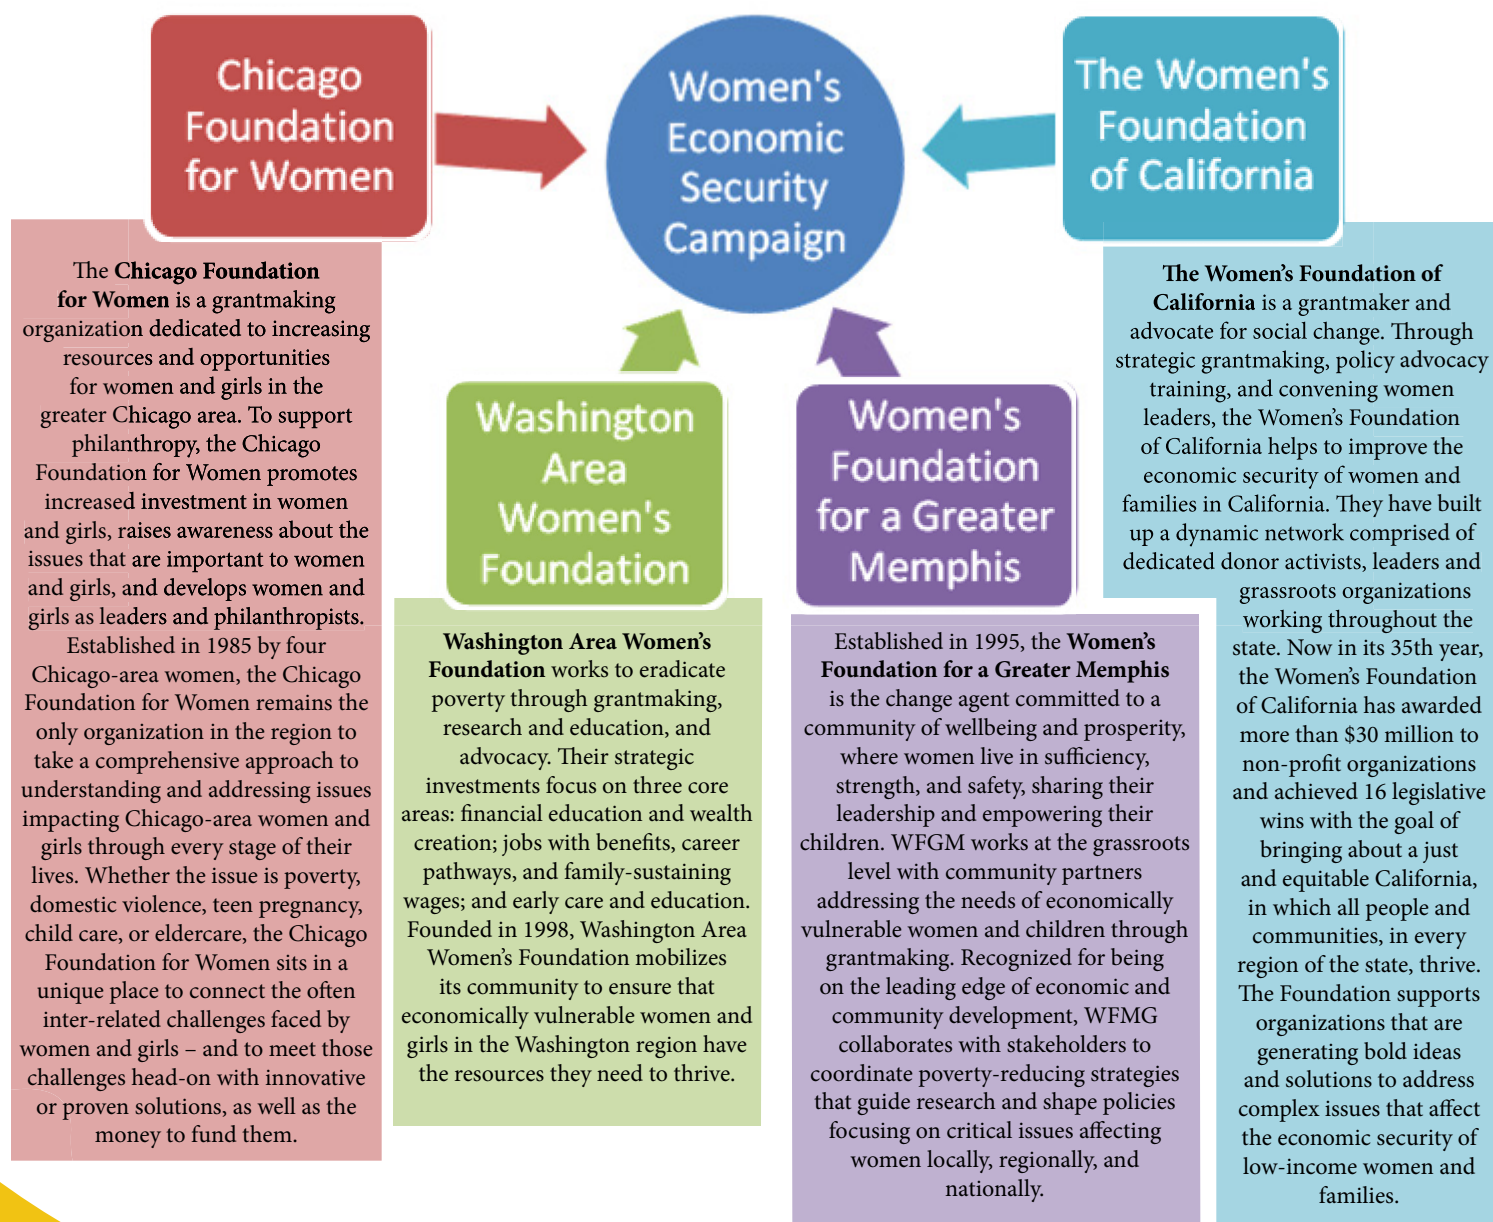 Chicago
Foundation
for Women
Women's
Economic
Security
Campaign
The Women's
Foundation
of California
Washington
Area
Women's
Foundation
Women's
Foundation
for a Greater
Memphis
The Chicago Foundation
for Women is a grantmaking
organization dedicated to increasing
resources and opportunities
for women and girls in the
greater Chicago area. To support
philanthropy, the Chicago
Foundation for Women promotes
increased investment in women
and girls, raises awareness about the
issues that are important to women
and girls, and develops women and
girls as leaders and philanthropists.
Established in 1985 by four
Chicago-area women, the Chicago
Foundation for Women remains the
only organization in the region to
take a comprehensive approach to
understanding and addressing issues
impacting Chicago-area women and
girls through every stage of their
lives. Whether the issue is poverty,
domestic violence, teen pregnancy,
child care, or eldercare, the Chicago
Foundation for Women sits in a
unique place to connect the often
inter-related challenges faced by
women and girls – and to meet those
challenges head-on with innovative
or proven solutions, as well as the
money to fund them.
Washington Area Women’s
Foundation works to eradicate
poverty through grantmaking,
research and education, and
advocacy. Their strategic
investments focus on three core
areas: financial education and wealth
creation; jobs with benefits, career
pathways, and family-sustaining
wages; and early care and education.
Founded in 1998, Washington Area
Women’s Foundation mobilizes
its community to ensure that
economically vulnerable women and
girls in the Washington region have
the resources they need to thrive.
Established in 1995, the Women’s
Foundation for a Greater Memphis
is the change agent committed to a
community of wellbeing and prosperity,
where women live in sufficiency,
strength, and safety, sharing their
leadership and empowering their
children. WFGM works at the grassroots
level with community partners
addressing the needs of economically
vulnerable women and children through
grantmaking. Recognized for being
on the leading edge of economic and
community development, WFMG
collaborates with stakeholders to
coordinate poverty-reducing strategies
that guide research and shape policies
focusing on critical issues affecting
women locally, regionally, and
nationally.
The Women’s Foundation of
California is a grantmaker and
advocate for social change. Through
strategic grantmaking, policy advocacy
training, and convening women
leaders, the Women’s Foundation
of California helps to improve the
economic security of women and
families in California. They have built
up a dynamic network comprised of
dedicated donor activists, leaders and
grassroots organizations
working throughout the
state. Now in its 35th year,
the Women’s Foundation
of California has awarded
more than $30 million to
non-profit organizations
and achieved 16 legislative
wins with the goal of
bringing about a just
and equitable California,
in which all people and
communities, in every
region of the state, thrive.
The Foundation supports
organizations that are
generating bold ideas
and solutions to address
complex issues that affect
the economic security of
low-income women and
families.